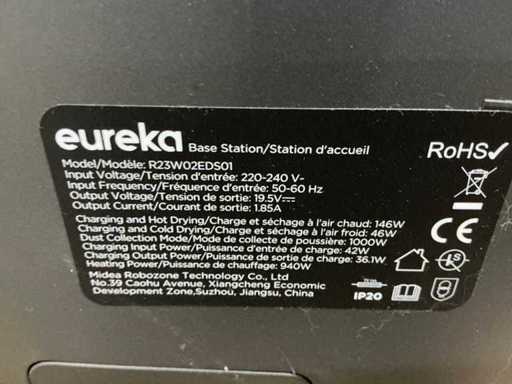 eureka Base Station/Station d'accueil
RoHS✓
Model/Modèle: R23W02EDS01
Input Voltage/Tension d'entrée: 220-240 V~
Input Frequency/Fréquence d'entrée: 50-60 Hz
Output Voltage/Tension de sortie: 19.5V⎓
Output Current/Courant de sortie: 1.85A
Charging and Hot Drying/Charge et séchage à l'air chaud: 146W
Charging and Cold Drying/Charge et séchage à l'air froid: 46W
Dust Collection Mode/Mode de collecte de poussière: 1000W
Charging Input Power/Puissance d'entrée de charge: 42W
Charging Output Power/Puissance de sortie de charge: 36.1W
Heating Power/Puissance de chauffage: 940W
Midea Robozone Technology Co., Ltd
No.39 Caohu Avenue, Xiangcheng Economic
Development Zone,Suzhou, Jiangsu, China
CE
IP20